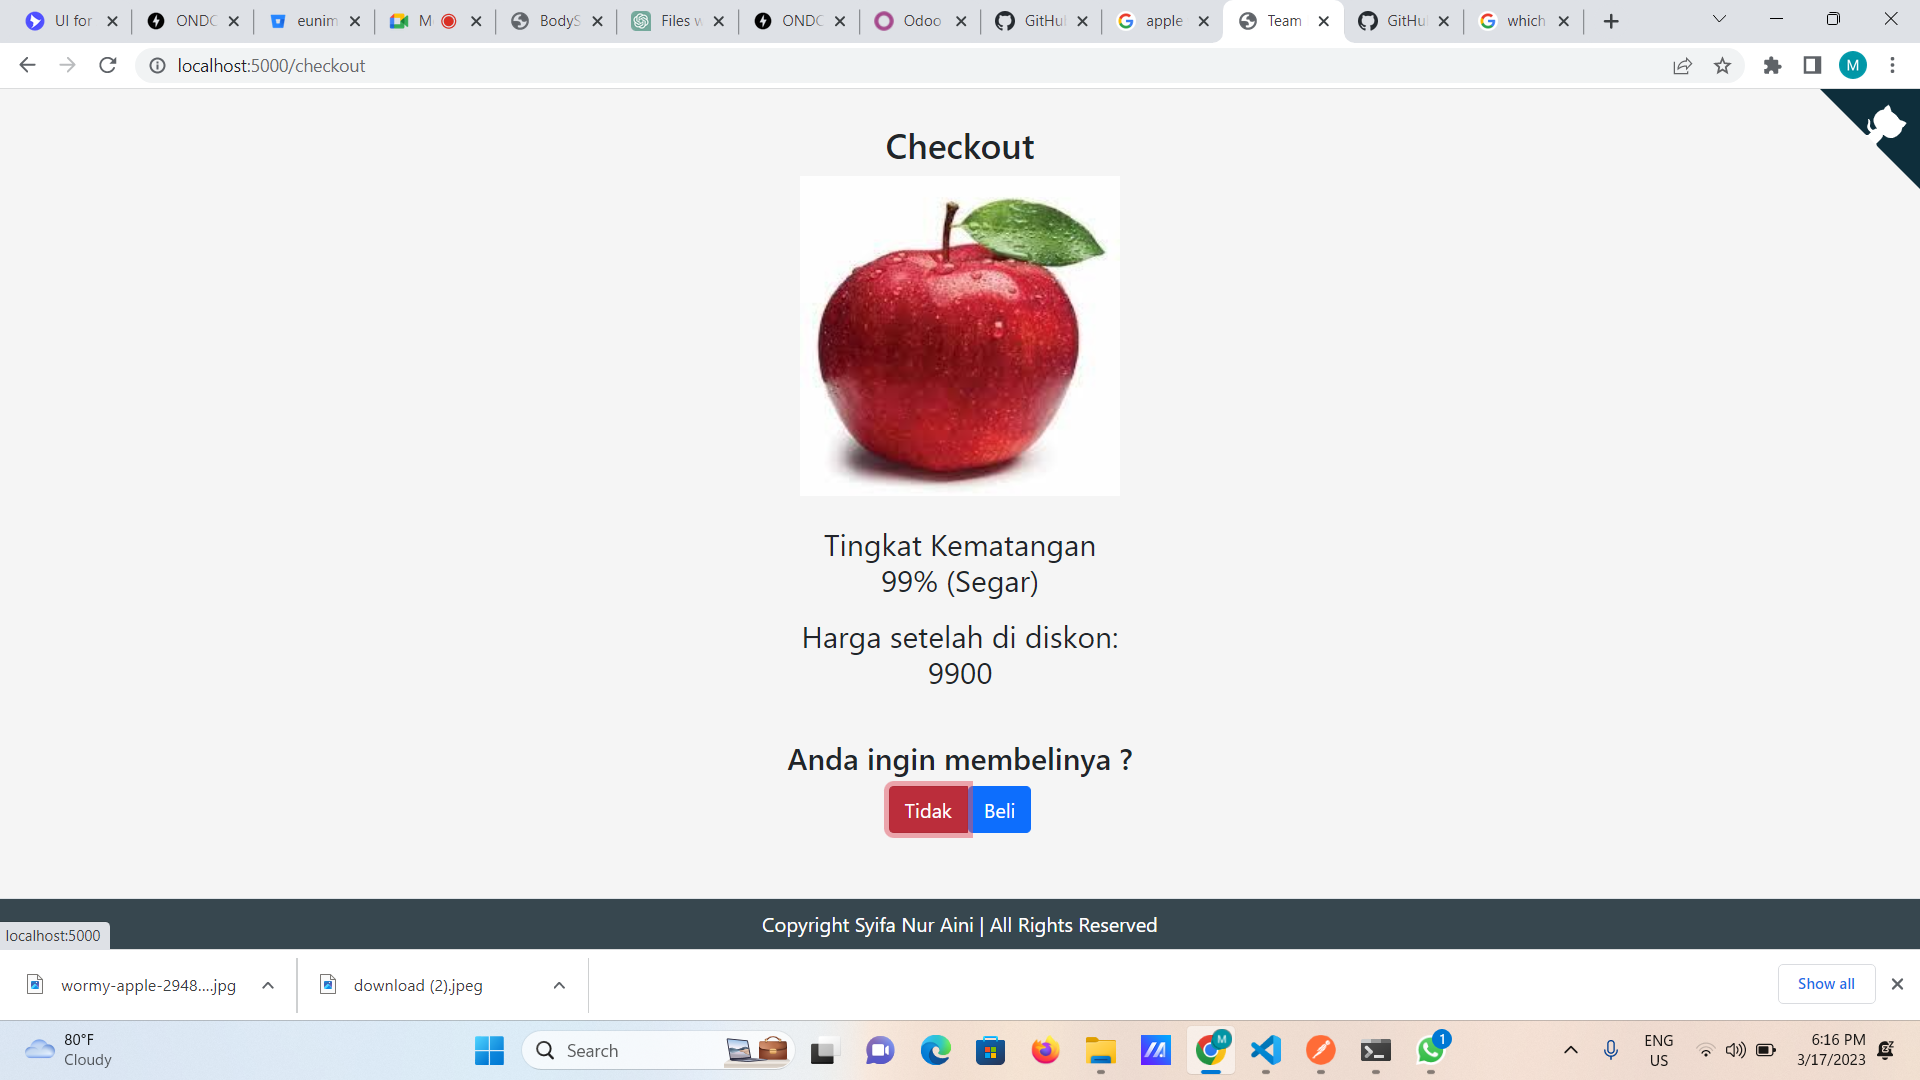 UI for
ONDC
eunim
M
BodyS
Files w
ONDC
Odoo
GitHu
apple
Team
GitHu
which
localhost:5000/checkout
M
Checkout
Tingkat Kematangan
99% (Segar)
Harga setelah di diskon:
9900
Anda ingin membelinya ?
Tidak
Beli
Copyright Syifa Nur Aini | All Rights Reserved
localhost:5000
wormy-apple-2948....jpg
download (2).jpeg
Show all
80°F
Cloudy
Search
M
1
ENG
US
6:16 PM
3/17/2023